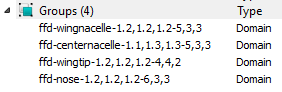 Groups (4) Type
ffd-wingnacelle-1.2,1.2,1.2-5,3,3 Domain
ffd-centernacelle-1.1,1.3,1.3-5,3,3 Domain
ffd-wingtip-1.2,1.2,1.2-4,4,2 Domain
ffd-nose-1.2,1.2,1.2-6,3,3 Domain